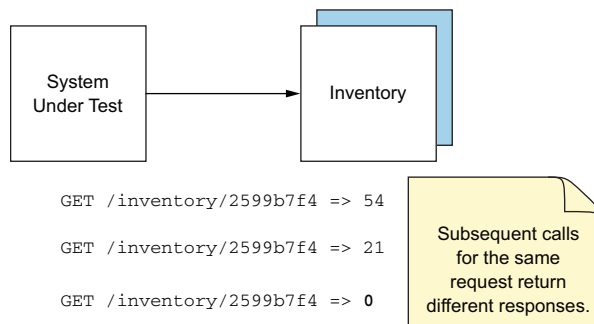 System
Under Test
Inventory
GET /inventory/2599b7f4 => 54
GET /inventory/2599b7f4 => 21
GET /inventory/2599b7f4 => 0
Subsequent calls
for the same
request return
different responses.